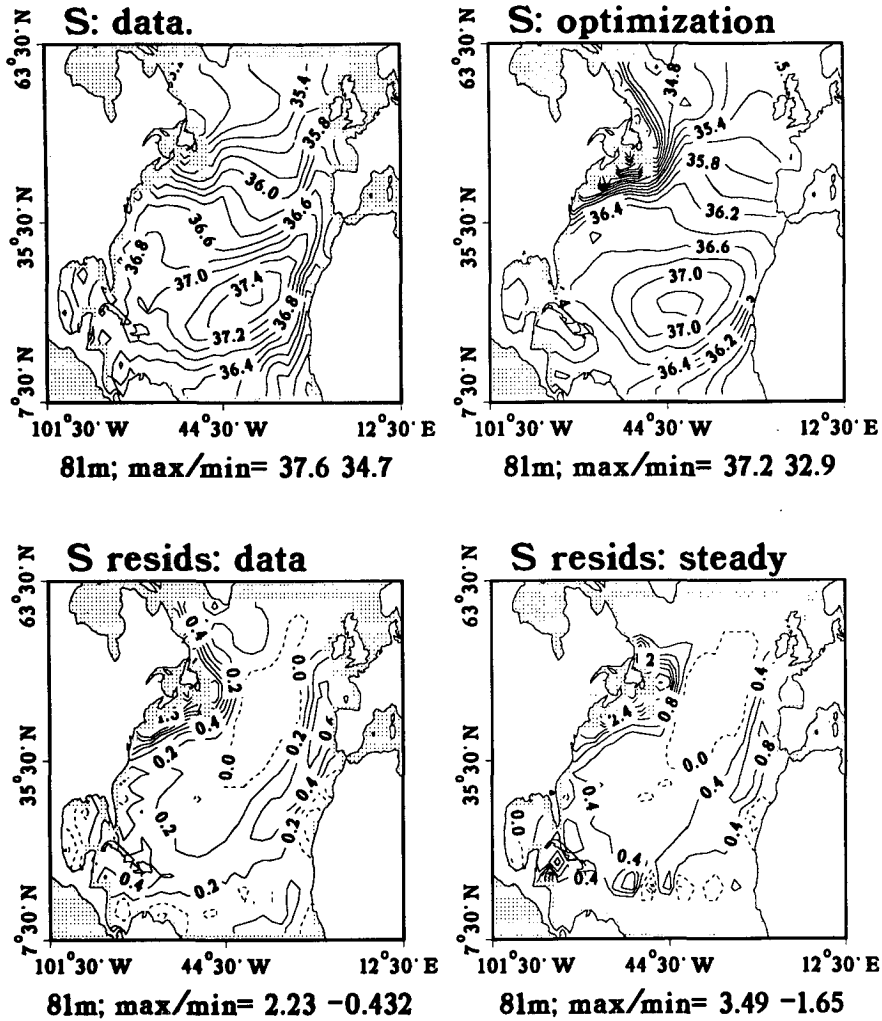 S: data.
63°30' N
35°30' N
7°30' N
35.4
35.8
36.0
36.6
36.6
36.8
37.0
37.4
36.8
37.2
36.4
101°30' W
44°30' W
12°30' E
81m; max/min= 37.6 34.7
S: optimization
63°30' N
35°30' N
7°30' N
34.8
35.4
35.8
36.4
36.2
36.6
37.0
37.0
36.4
36.2
101°30' W
44°30' W
12°30' E
81m; max/min= 37.2 32.9
S resids: data
63°30' N
35°30' N
7°30' N
0.4
0.2
0.0
0.4
0.2
0.2
0.0
0.4
0.2
0.2
0.4
0.2
101°30' W
44°30' W
12°30' E
81m; max/min= 2.23 -0.432
S resids: steady
63°30' N
35°30' N
7°30' N
2.4
0.8
0.4
0.8
0.0
0.4
0.4
0.0
0.4
0.4
0.4
101°30' W
44°30' W
12°30' E
81m; max/min= 3.49 -1.65